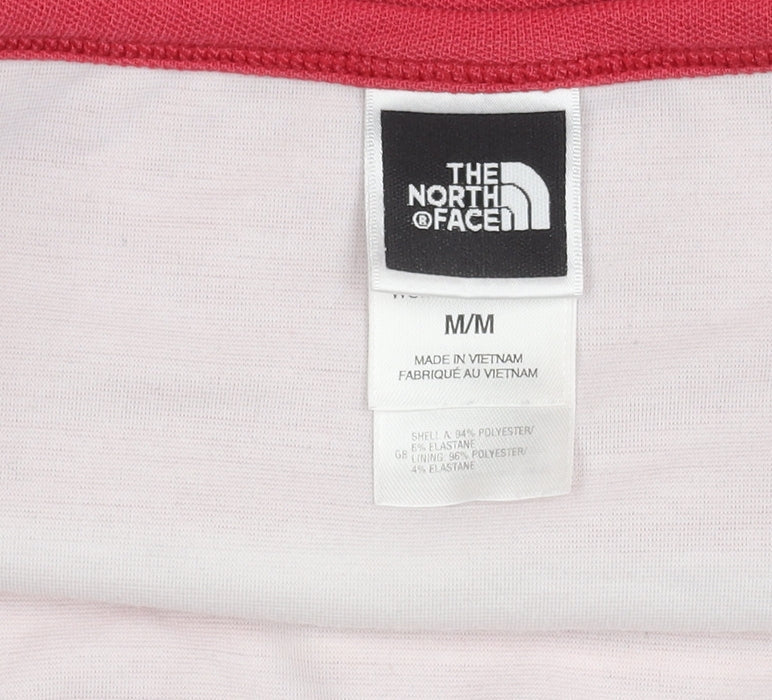 THE
NORTH
®FACE
M/M
MADE IN VIETNAM
FABRIQUÉ AU VIETNAM
SHELL A. 94% POLYESTER/
6% ELASTANE
GB LINING: 96% POLYESTER/
4% ELASTANE